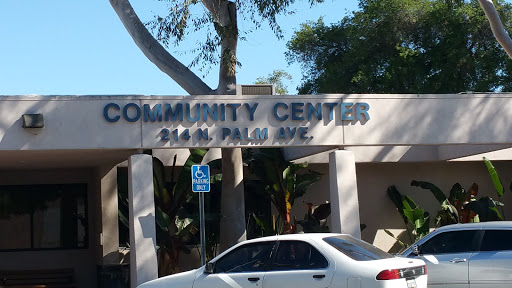 COMMUNITY CENTER
214 N. PALM AVE.
PARKING
ONLY